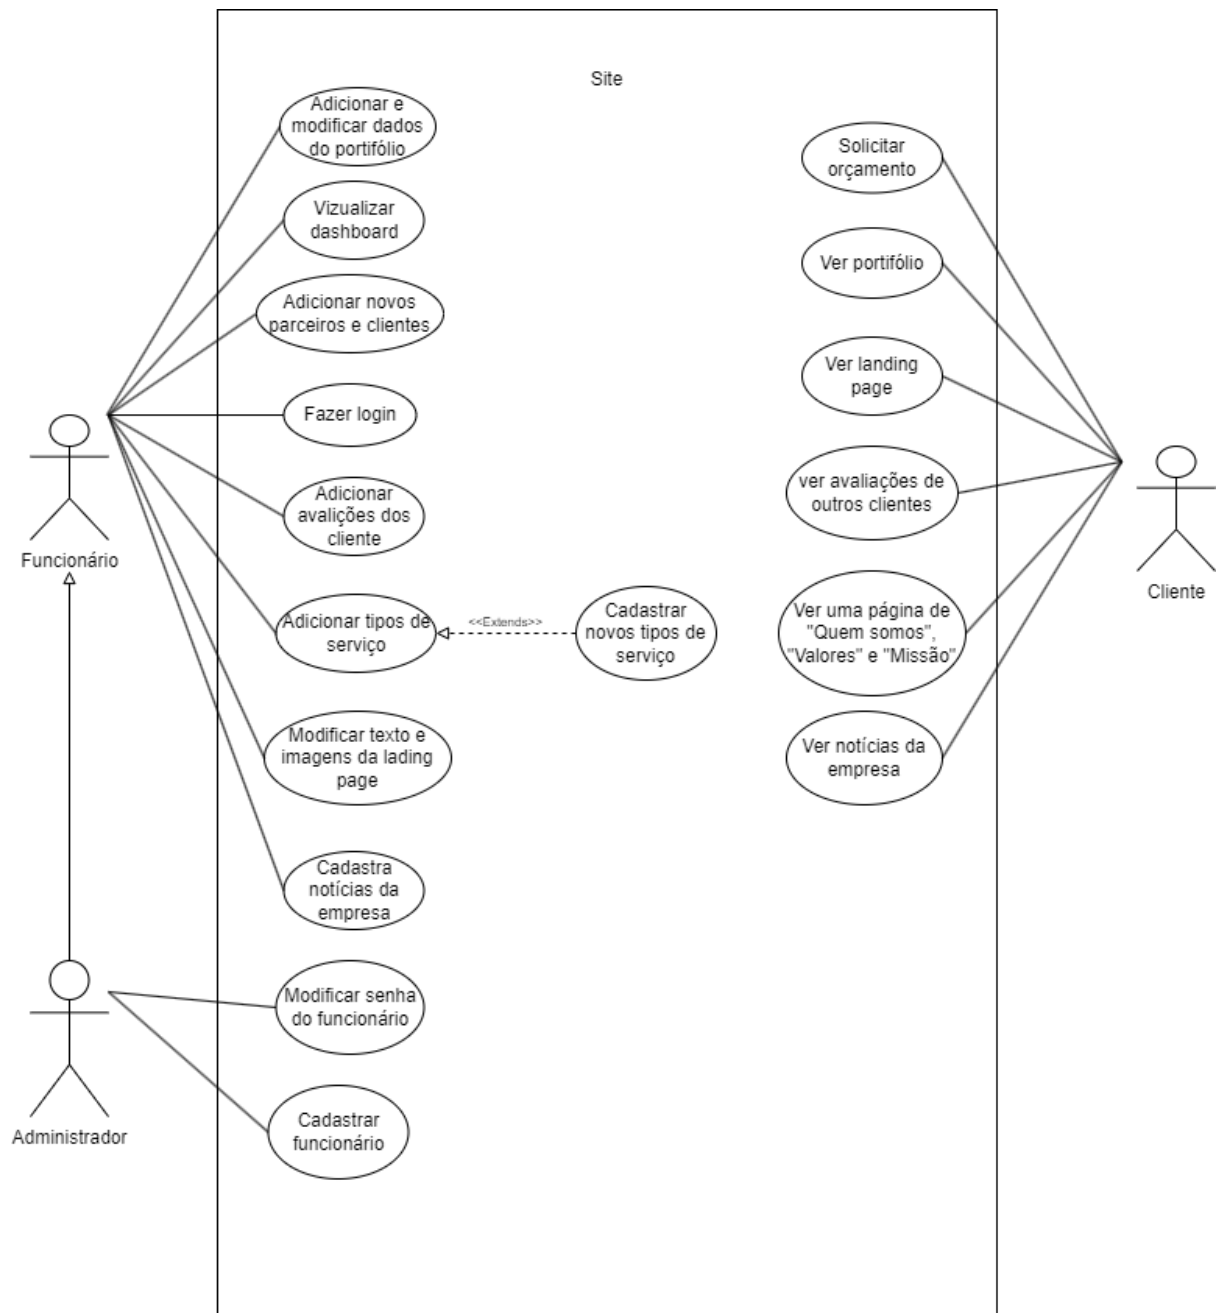 Site
Adicionar e
modificar dados
do portifólio
Vizualizar
dashboard
Adicionar novos
parceiros e clientes
Fazer login
Adicionar
avalições dos
cliente
Adicionar tipos de
serviço
<<Extends>>
Cadastrar
novos tipos de
serviço
Modificar texto e
imagens da lading
page
Cadastra
notícias da
empresa
Modificar senha
do funcionário
Cadastrar
funcionário
Funcionário
Administrador
Solicitar
orçamento
Ver portifólio
Ver landing
page
ver avaliações de
outros clientes
Ver uma página de
"Quem somos",
"Valores" e "Missão"
Ver notícias da
empresa
Cliente